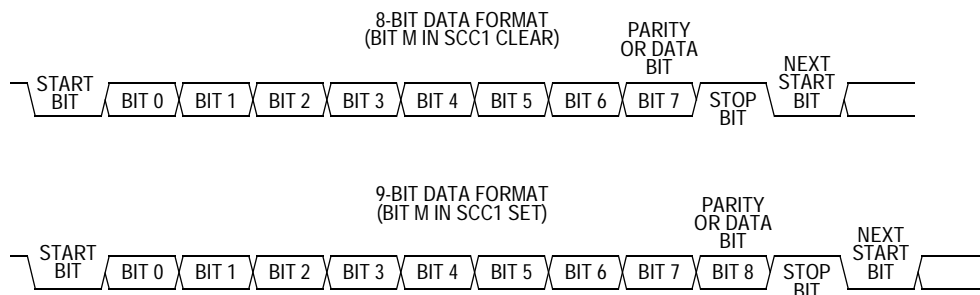 8-BIT DATA FORMAT
(BIT M IN SCC1 CLEAR)
PARITY
OR DATA
BIT
START
BIT
BIT 0
BIT 1
BIT 2
BIT 3
BIT 4
BIT 5
BIT 6
BIT 7
STOP
BIT
NEXT
START
BIT
9-BIT DATA FORMAT
(BIT M IN SCC1 SET)
PARITY
OR DATA
BIT
START
BIT
BIT 0
BIT 1
BIT 2
BIT 3
BIT 4
BIT 5
BIT 6
BIT 7
BIT 8
STOP
BIT
NEXT
START
BIT